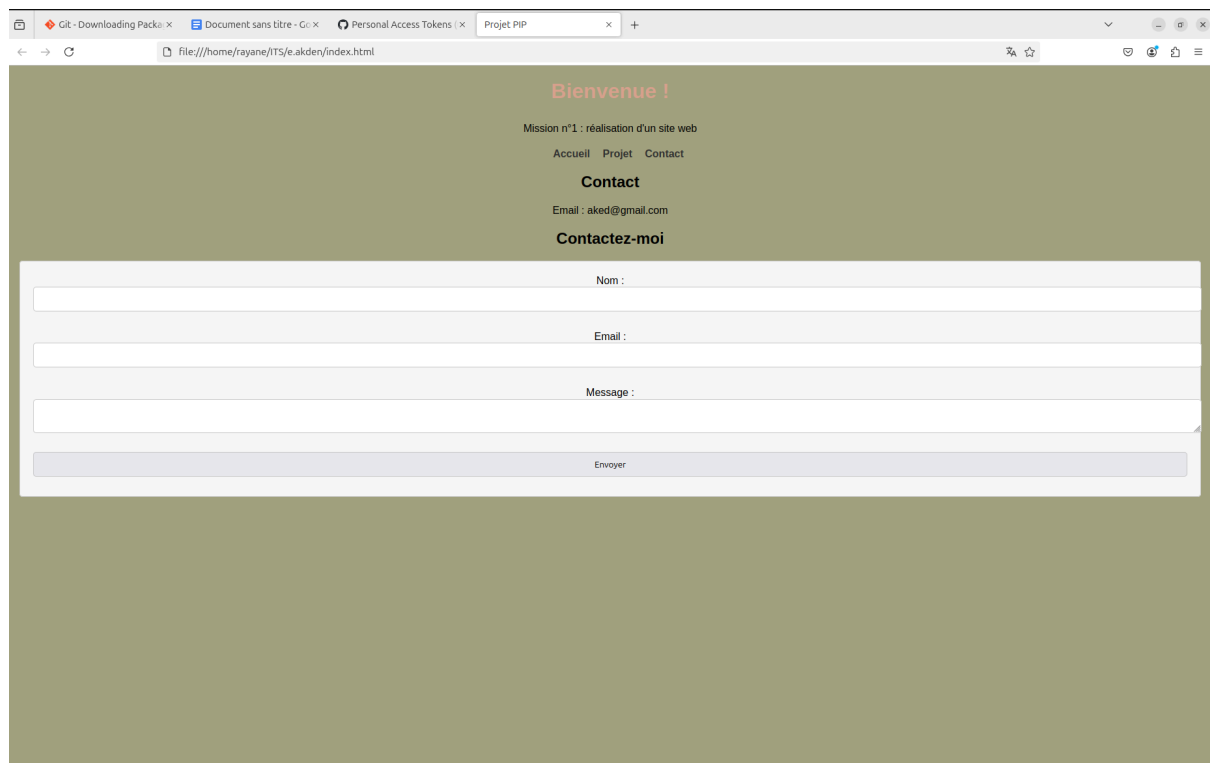 Git - Downloading Packa
Document sans titre - Go
Personal Access Tokens (
Projet PIP
file:///home/rayane/ITS/e.akden/index.html
Bienvenue !
Mission n°1 : réalisation d'un site web
Accueil Projet Contact
Contact
Email : aked@gmail.com
Contactez-moi
Nom :
Email :
Message :
Envoyer